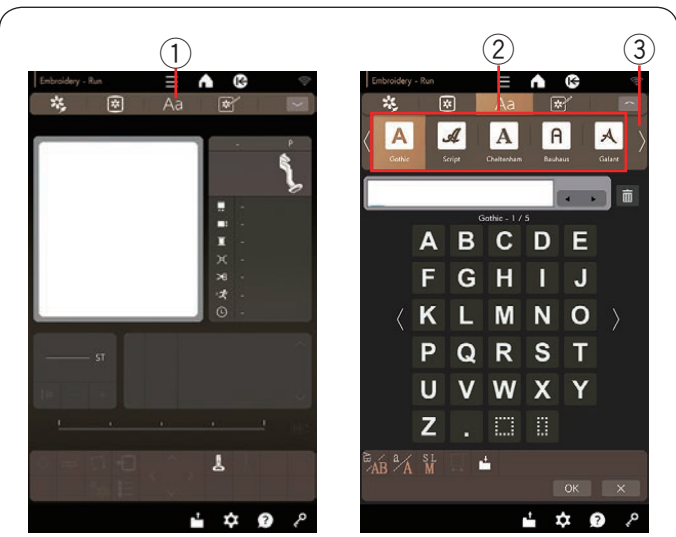 1
2
3
Embroidery - Run
Aa
- P
-
-
-
-
-
-
-
ST
Embroidery - Run
Aa
A
A
A
A
A
Gothic
Script
Cheltenham
Bauhaus
Galant
Gothic - 1 / 5
A B C D E
F G H I J
K L M N O
P Q R S T
U V W X Y
Z .
AB a/A S L M
OK ×